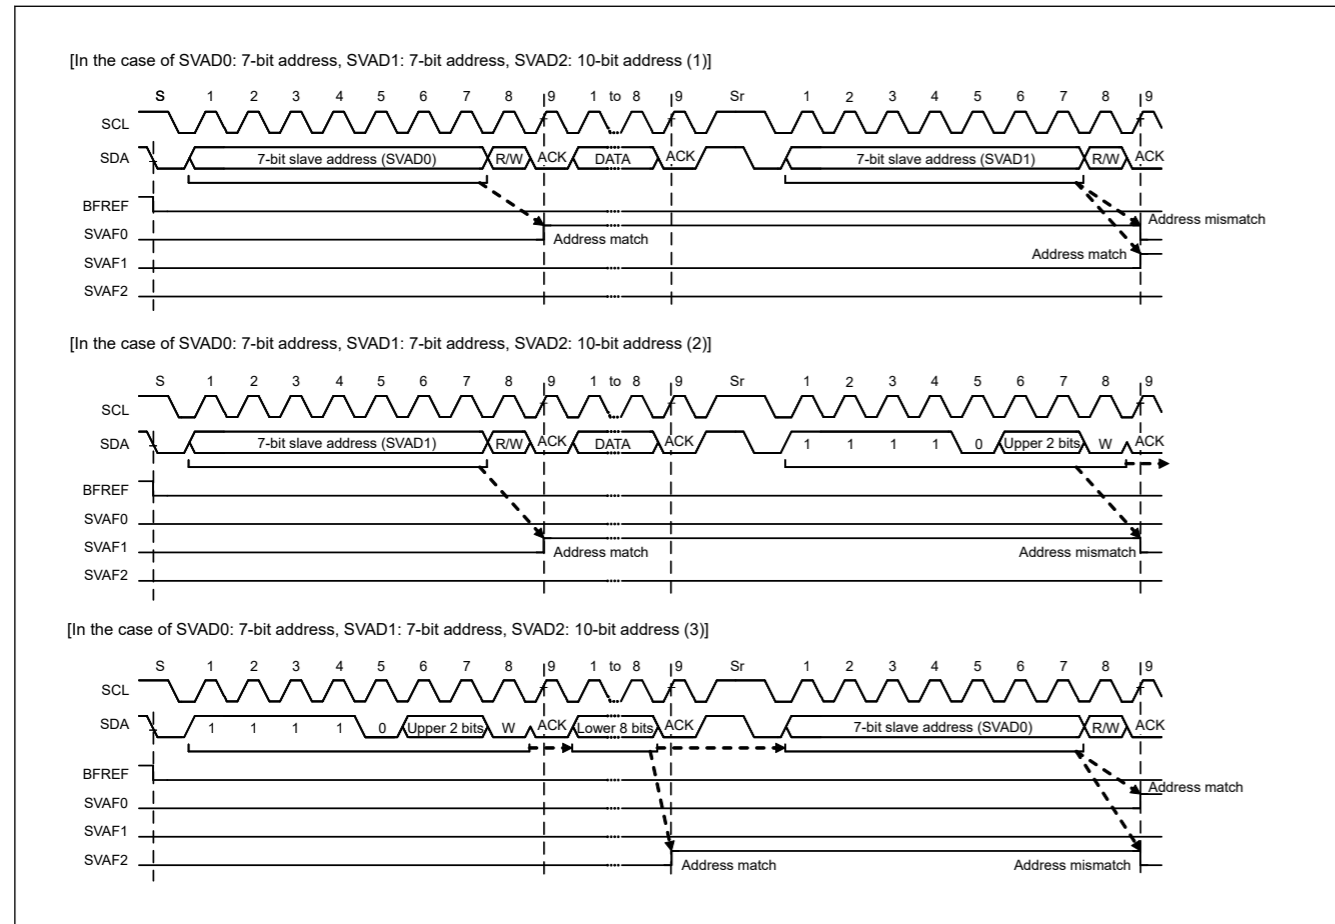 [In the case of SVAD0: 7-bit address, SVAD1: 7-bit address, SVAD2: 10-bit address (1)]
S 1 2 3 4 5 6 7 8 9 1 to 8 9 Sr 1 2 3 4 5 6 7 8 9
SCL
SDA 7-bit slave address (SVAD0) R/W ACK DATA ACK 7-bit slave address (SVAD1) R/W ACK
BFREF
Address mismatch
SVAF0 Address match
Address match
SVAF1
SVAF2
[In the case of SVAD0: 7-bit address, SVAD1: 7-bit address, SVAD2: 10-bit address (2)]
S 1 2 3 4 5 6 7 8 9 1 to 8 9 Sr 1 2 3 4 5 6 7 8 9
SCL
SDA 7-bit slave address (SVAD1) R/W ACK DATA ACK 1 1 1 1 0 Upper 2 bits W ACK
BFREF
SVAF0
SVAF1 Address match Address mismatch
SVAF2
[In the case of SVAD0: 7-bit address, SVAD1: 7-bit address, SVAD2: 10-bit address (3)]
S 1 2 3 4 5 6 7 8 9 1 to 8 9 Sr 1 2 3 4 5 6 7 8 9
SCL
SDA 1 1 1 1 0 Upper 2 bits W ACK Lower 8 bits ACK 7-bit slave address (SVAD0) R/W ACK
BFREF
Address match
SVAF0
SVAF1
SVAF2 Address match Address mismatch